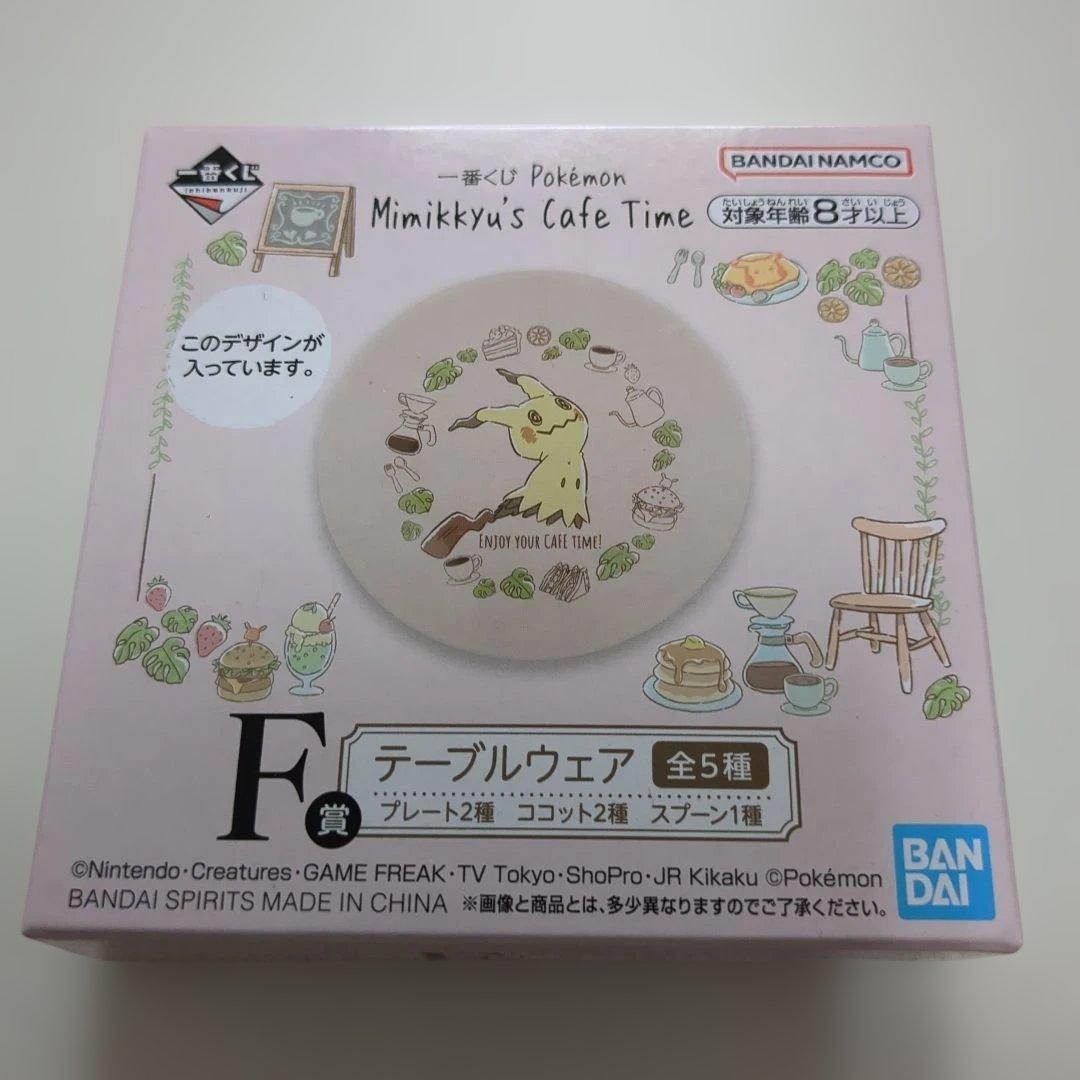 一番くじ
ichibankuji
一番くじ Pokémon
Mimikkyu's Cafe Time
BANDAI NAMCO
たいしょうねんれい さい いじょう
対象年齢8才以上
このデザインが
入っています。
ENJOY YOUR CAFE TIME!
F賞
テーブルウェア 全5種
プレート2種 ココット2種 スプーン1種
©Nintendo・Creatures・GAME FREAK・TV Tokyo・ShoPro・JR Kikaku ©Pokémon
BANDAI SPIRITS MADE IN CHINA ※画像と商品とは、多少異なりますのでご了承ください。
BAN
DAI